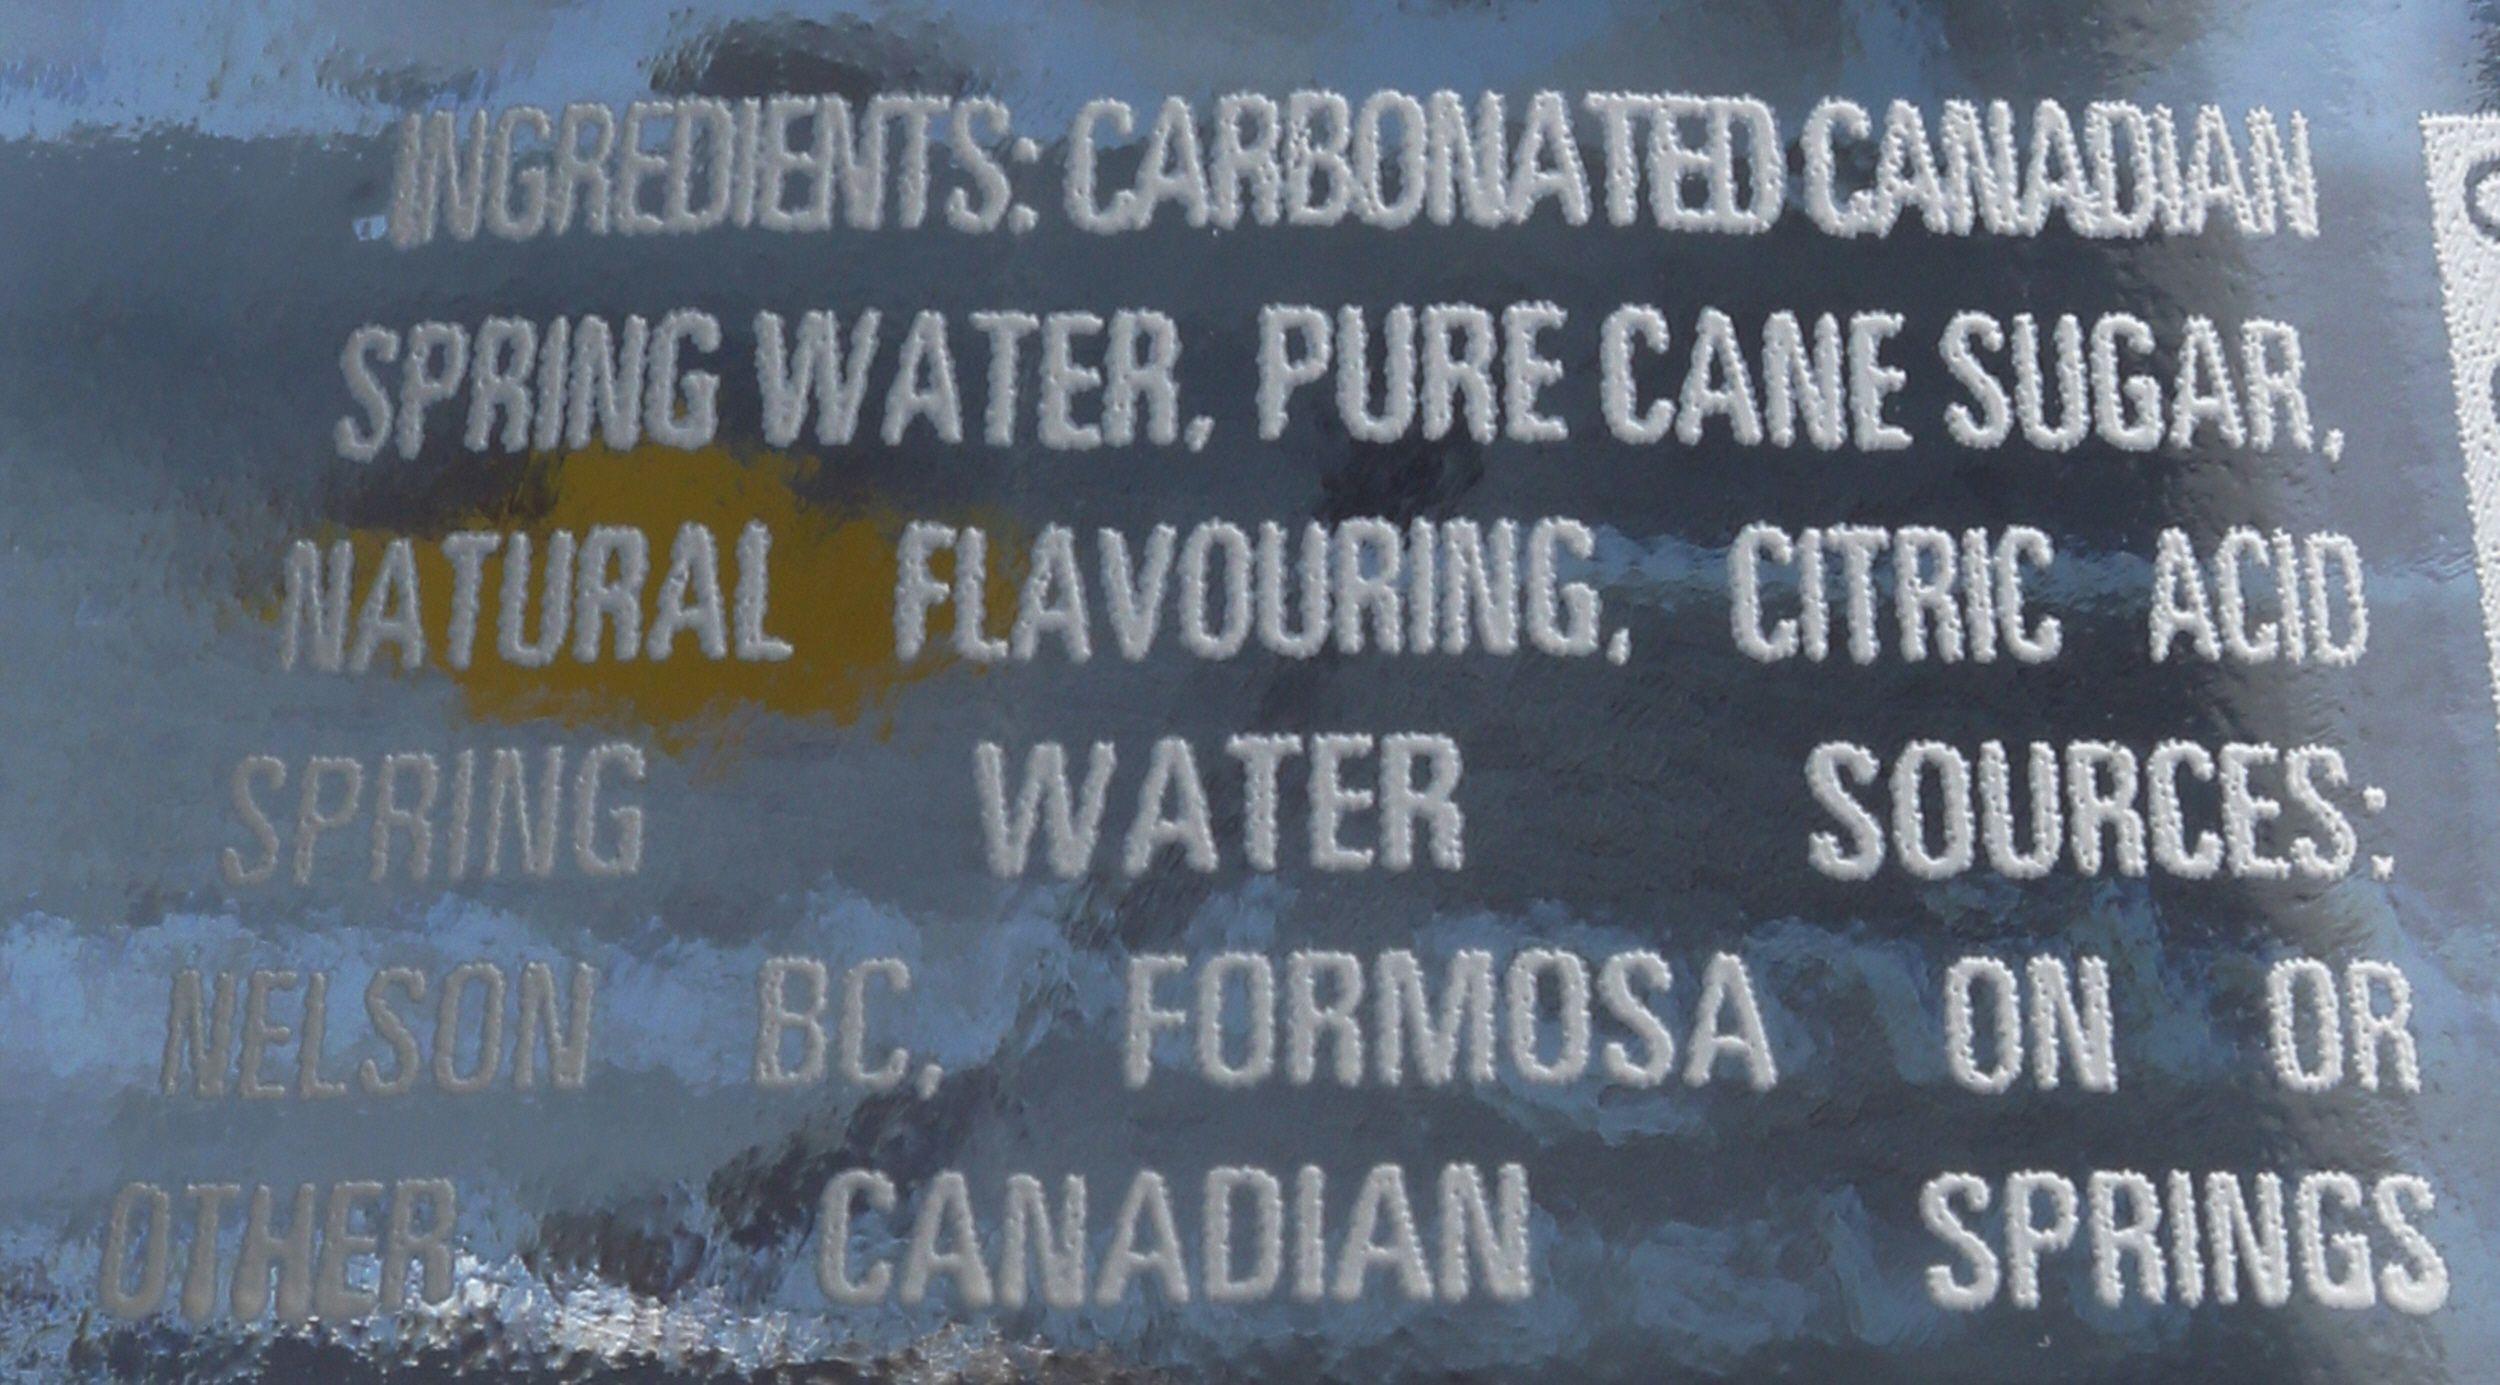 INGREDIENTS: CARBONATED CANADIAN
SPRING WATER, PURE CANE SUGAR,
NATURAL FLAVOURING, CITRIC ACID
SPRING WATER SOURCES:
NELSON BC, FORMOSA ON OR
OTHER CANADIAN SPRINGS